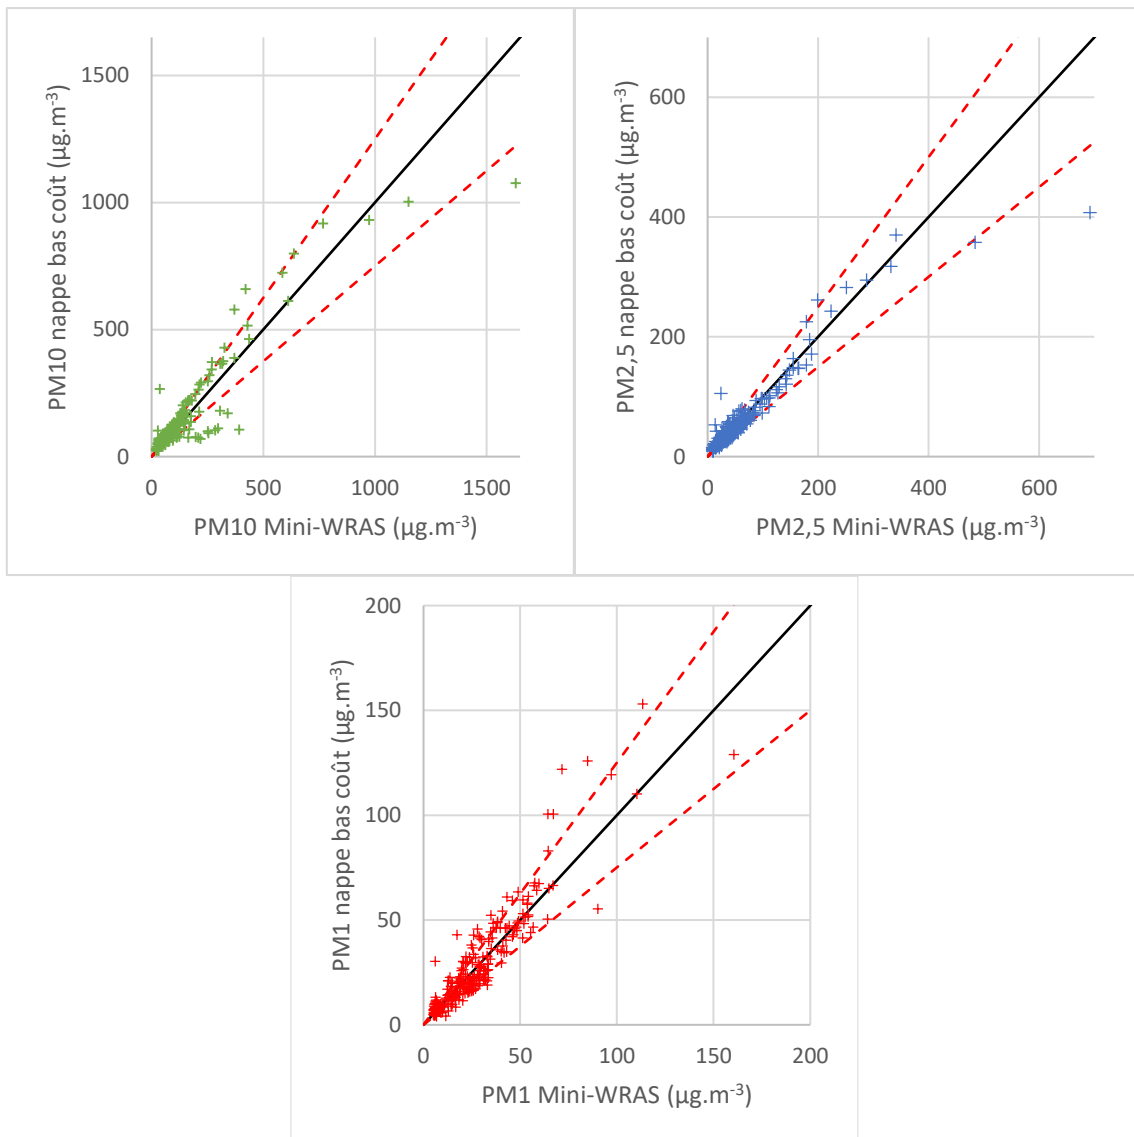 1500
1000
500
0
0 500 1000 1500
PM10 nappe bas coût (µg.m⁻³)
PM10 Mini-WRAS (µg.m⁻³)
600
400
200
0
0 200 400 600
PM2,5 nappe bas coût (µg.m⁻³)
PM2,5 Mini-WRAS (µg.m⁻³)
200
150
100
50
0
0 50 100 150 200
PM1 nappe bas coût (µg.m⁻³)
PM1 Mini-WRAS (µg.m⁻³)